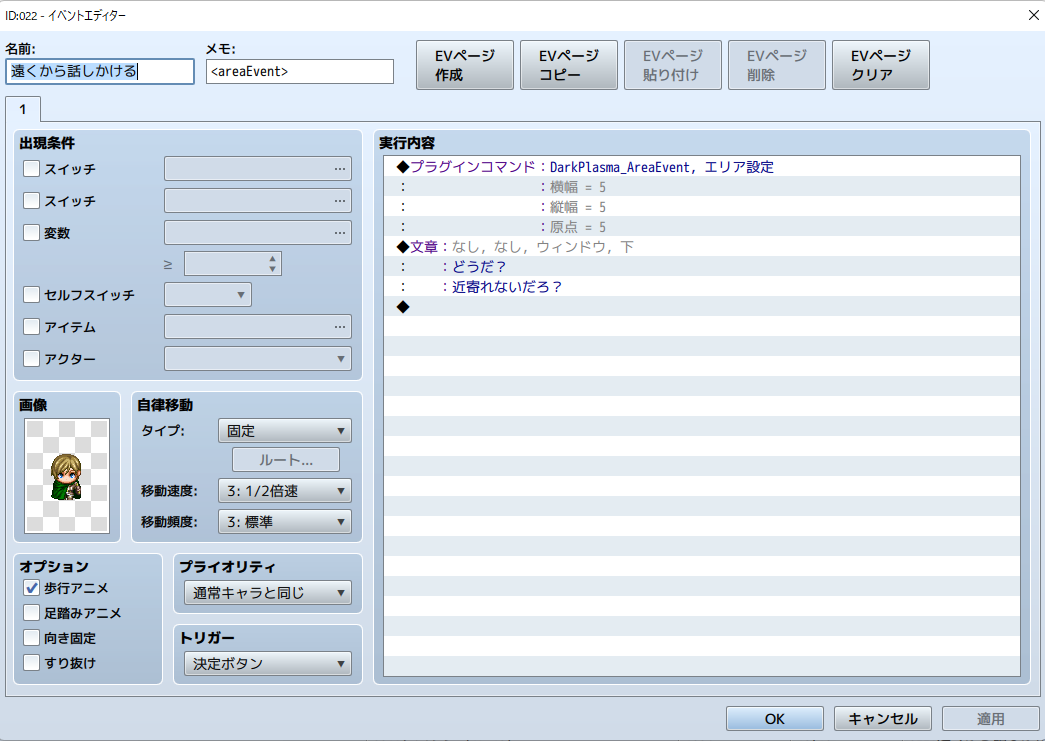 ID:022 - イベントエディター
名前:
メモ:
遠くから話しかける
<areaEvent>
EVページ
作成
EVページ
コピー
EVページ
貼り付け
EVページ
削除
EVページ
クリア
1
出現条件
スイッチ
...
スイッチ
...
変数
...
≥
セルフスイッチ
アイテム
...
アクター
画像
自律移動
タイプ:
固定
ルート...
移動速度:
3: 1/2倍速
移動頻度:
3: 標準
オプション
歩行アニメ
足踏みアニメ
向き固定
すり抜け
プライオリティ
通常キャラと同じ
トリガー
決定ボタン
実行内容
◆プラグインコマンド：DarkPlasma_AreaEvent, エリア設定
：　　　　　　　　　：横幅 = 5
：　　　　　　　　　：縦幅 = 5
：　　　　　　　　　：原点 = 5
◆文章：なし, なし, ウィンドウ, 下
：　　：どうだ？
：　　：近寄れないだろ？
◆
OK
キャンセル
適用